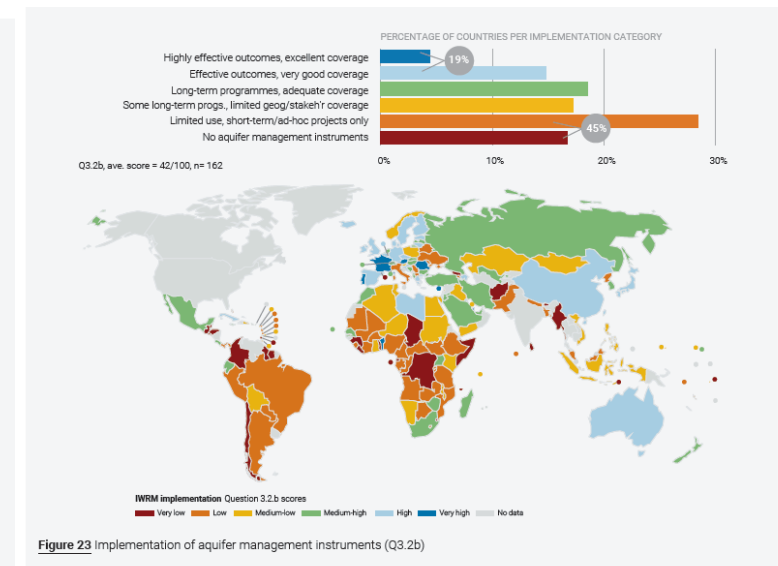 PERCENTAGE OF COUNTRIES PER IMPLEMENTATION CATEGORY
Highly effective outcomes, excellent coverage
19%
Effective outcomes, very good coverage
Long-term programmes, adequate coverage
Some long-term progs., limited geog/stakeh'r coverage
Limited use, short-term/ad-hoc projects only
45%
No aquifer management instruments
Q3.2b, ave. score = 42/100, n= 162
0% 10% 20% 30%
IWRM implementation Question 3.2.b scores
Very low Low Medium-low Medium-high High Very high No data
Figure 23 Implementation of aquifer management instruments (Q3.2b)